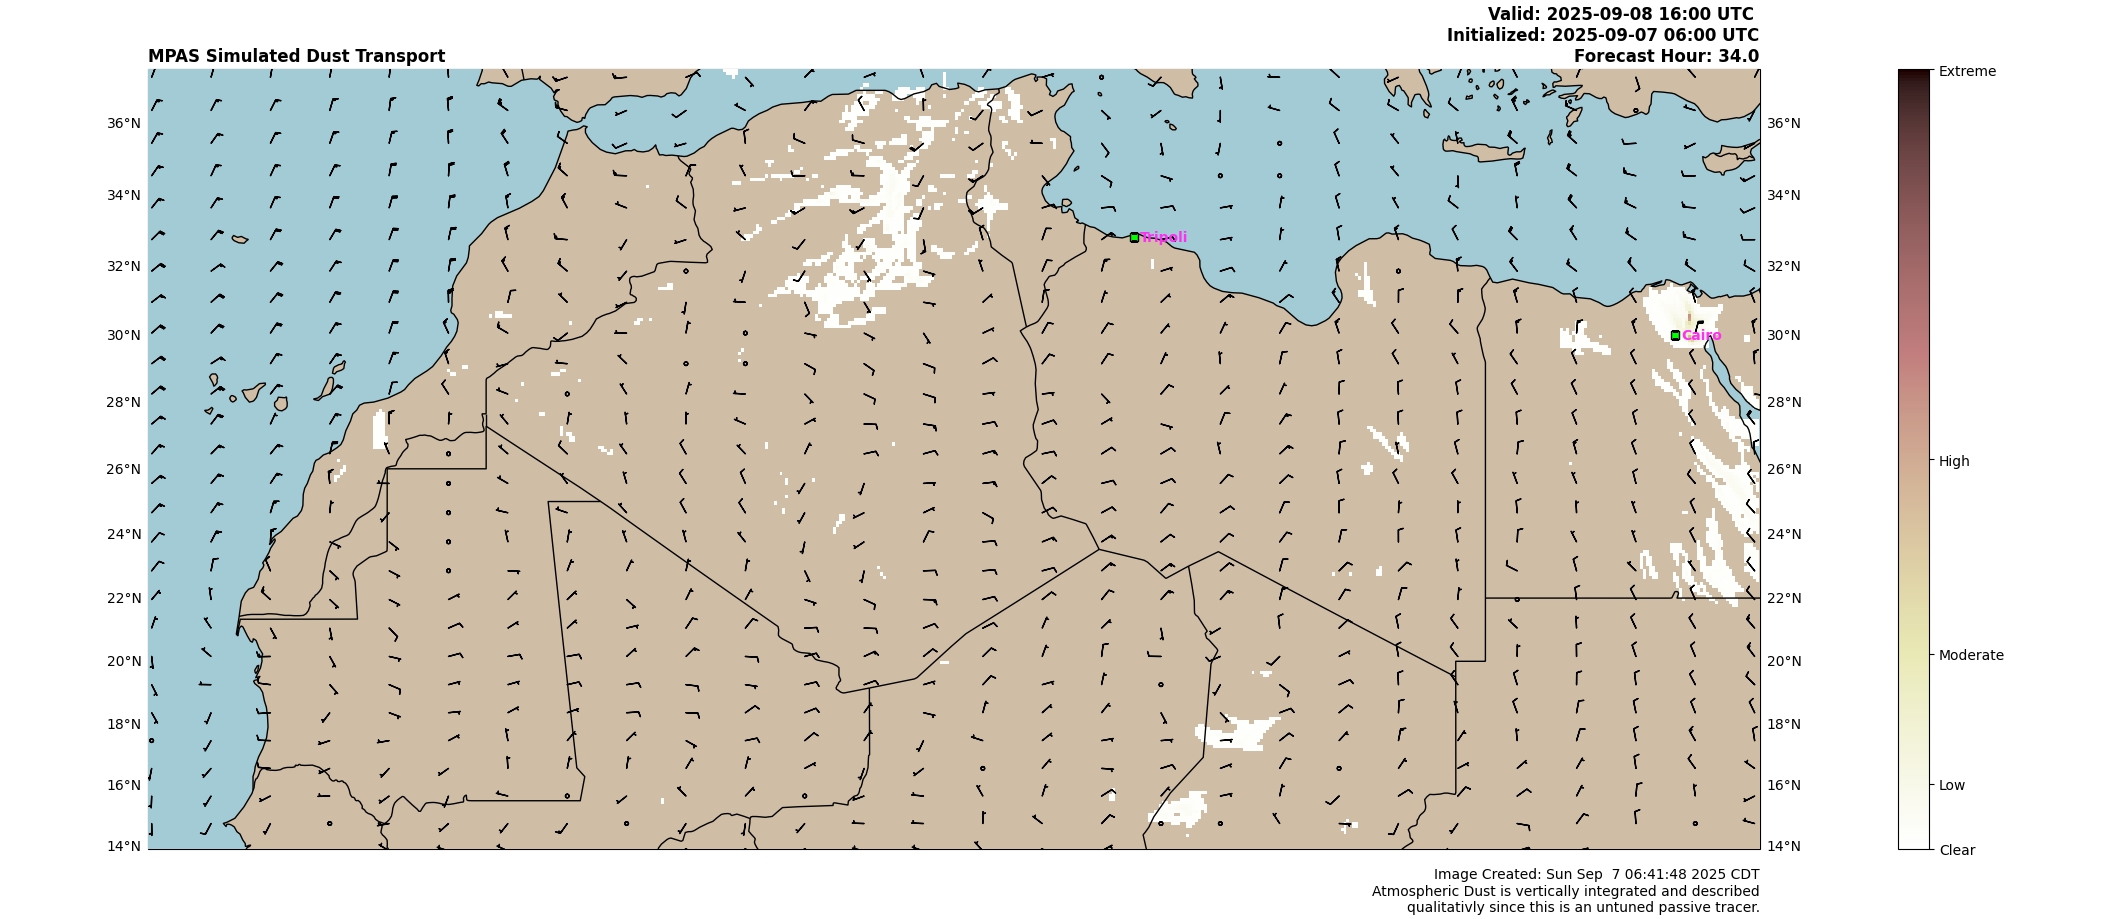 Valid: 2025-09-08 16:00 UTC
Initialized: 2025-09-07 06:00 UTC
MPAS Simulated Dust Transport
Forecast Hour: 34.0
Extreme
36°N
36°N
34°N
34°N
Tripoli
32°N
32°N
30°N
Cairo
30°N
28°N
28°N
26°N
26°N
High
24°N
24°N
22°N
22°N
20°N
20°N
Moderate
18°N
18°N
16°N
16°N
Low
14°N
14°N
Clear
Image Created: Sun Sep  7 06:41:48 2025 CDT
Atmospheric Dust is vertically integrated and described
qualitativly since this is an untuned passive tracer.